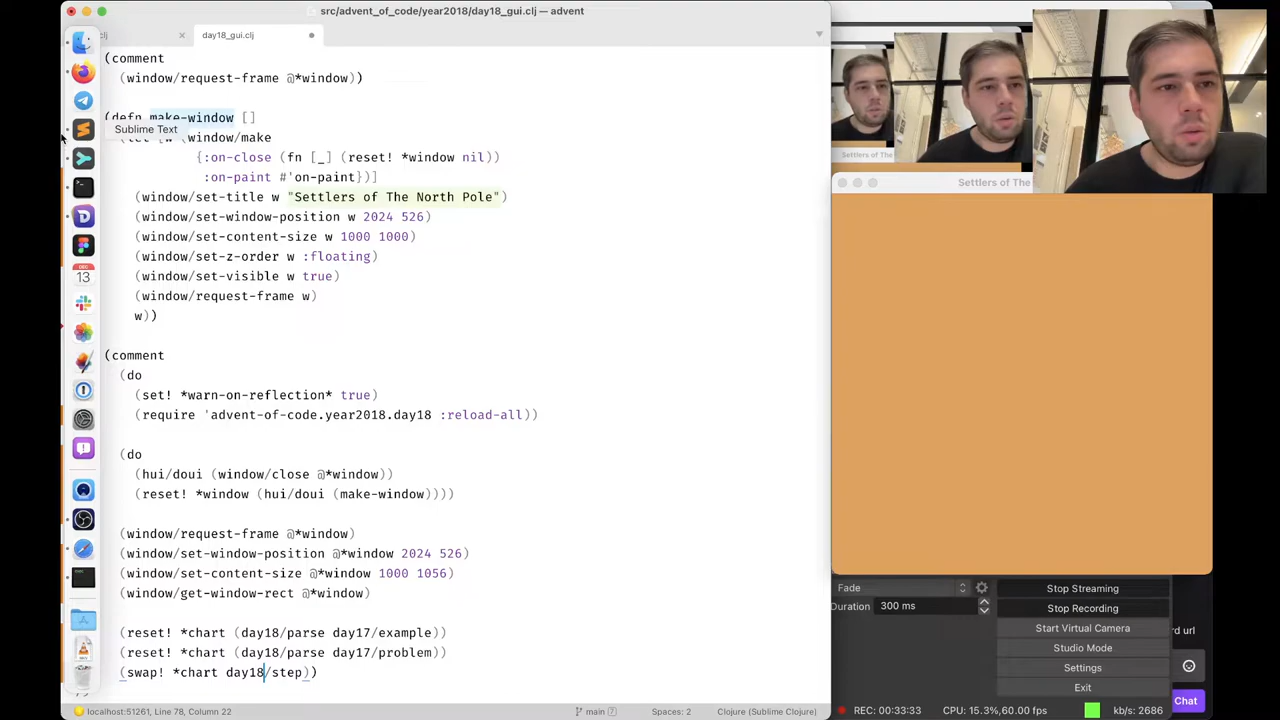 src/advent_of_code/year2018/day18_gui.clj — advent
clj
day18_gui.clj
(comment
(window/request-frame @*window))
(defn make-window []
Sublime Text
(window/make
{:on-close (fn [_] (reset! *window nil))
:on-paint #'on-paint})]
(window/set-title w "Settlers of The North Pole")
(window/set-window-position w 2024 526)
(window/set-content-size w 1000 1000)
(window/set-z-order w :floating)
(window/set-visible w true)
(window/request-frame w)
w))
(comment
(do
(set! *warn-on-reflection* true)
(require 'advent-of-code.year2018.day18 :reload-all))
(do
(hui/doui (window/close @*window))
(reset! *window (hui/doui (make-window))))
(window/request-frame @*window)
(window/set-window-position @*window 2024 526)
(window/set-content-size @*window 1000 1056)
(window/get-window-rect @*window)
(reset! *chart (day18/parse day17/example))
(reset! *chart (day18/parse day17/problem))
(swap! *chart day18/step))
localhost:51261, Line 78, Column 22
main
Spaces: 2
Clojure (Sublime Clojure)
DEC
13
Settlers of The
Settlers of The
Fade
Duration 300 ms
Stop Streaming
Stop Recording
Start Virtual Camera
Studio Mode
Settings
Exit
rd url
Chat
REC: 00:33:33
CPU: 15.3%,60.00 fps
kb/s: 2686